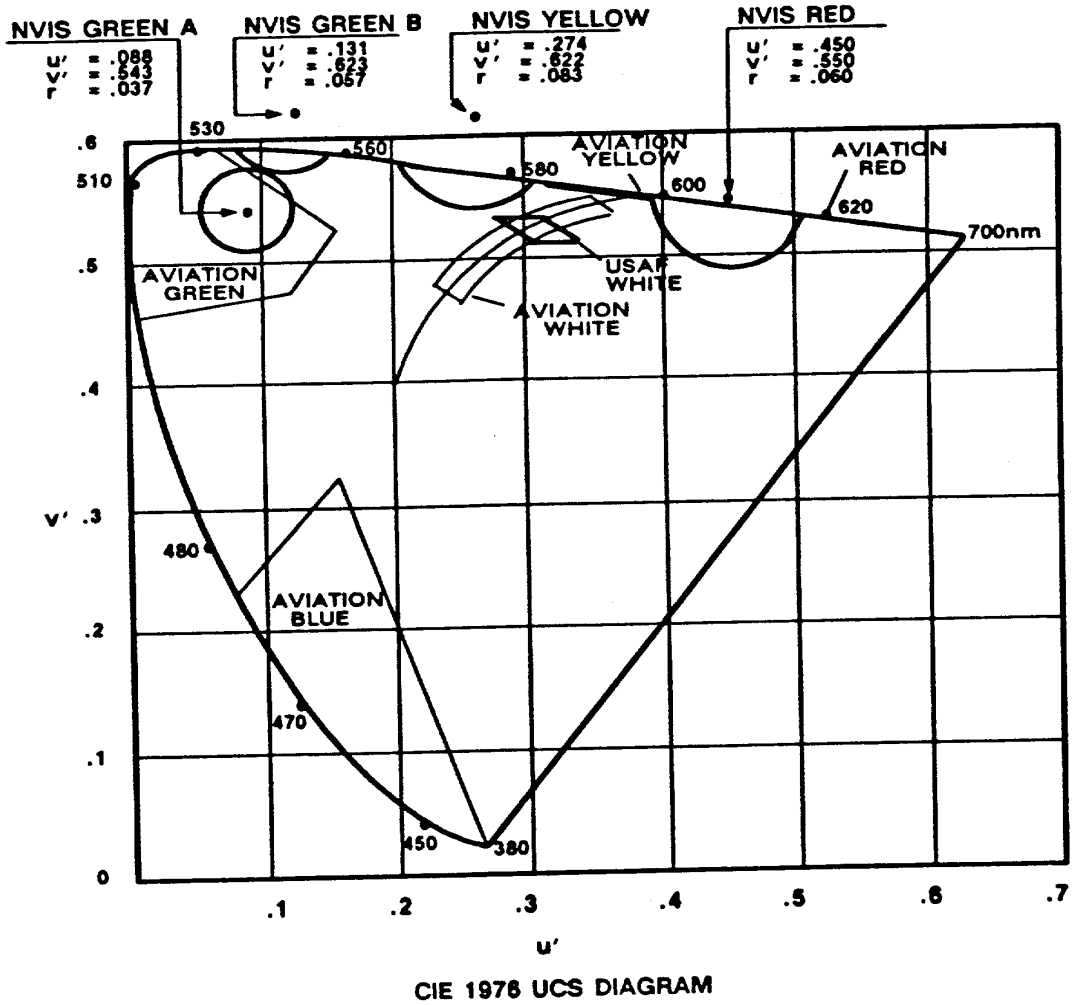 NVIS GREEN A
u' = .088
v' = .543
r = .037
NVIS GREEN B
u' = .131
v' = .623
r = .057
NVIS YELLOW
u' = .274
v' = .622
r = .083
NVIS RED
u' = .450
v' = .550
r = .060
.6
530
560
580
AVIATION
YELLOW
600
AVIATION
RED
620
510
700nm
.5
AVIATION
GREEN
USAF
WHITE
AVIATION
WHITE
.4
v' .3
480
AVIATION
BLUE
.2
470
.1
450
380
0
.1
.2
.3
.4
.5
.6
.7
u'
CIE 1976 UCS DIAGRAM